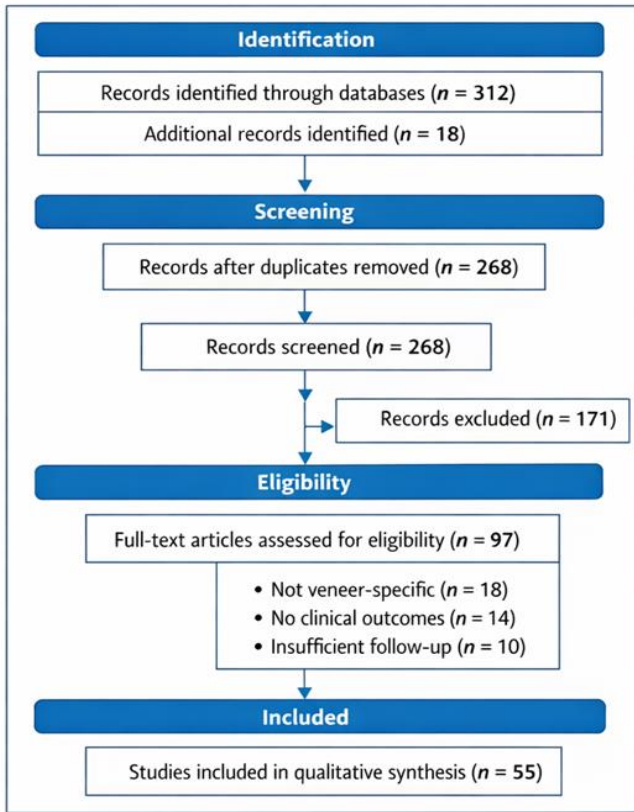 Identification
Records identified through databases (n = 312)
Additional records identified (n = 18)
Screening
Records after duplicates removed (n = 268)
Records screened (n = 268)
Records excluded (n = 171)
Eligibility
Full-text articles assessed for eligibility (n = 97)
• Not veneer-specific (n = 18)
• No clinical outcomes (n = 14)
• Insufficient follow-up (n = 10)
Included
Studies included in qualitative synthesis (n = 55)